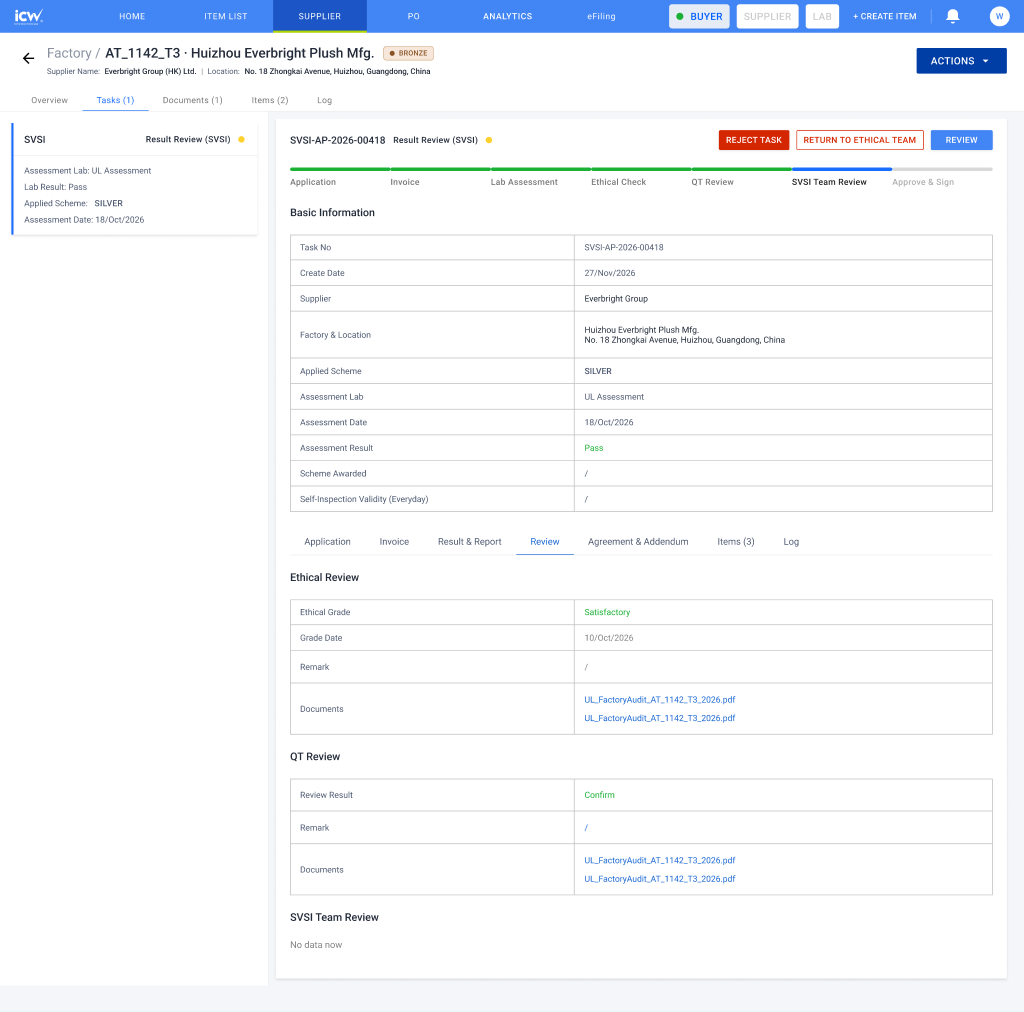 icw
HOME
ITEM LIST
SUPPLIER
PO
ANALYTICS
eFiling
BUYER
SUPPLIER
LAB
+ CREATE ITEM
W
Factory / AT_1142_T3 · Huizhou Everbright Plush Mfg.
BRONZE
Supplier Name: Everbright Group (HK) Ltd. | Location: No. 18 Zhongkai Avenue, Huizhou, Guangdong, China
ACTIONS
Overview
Tasks (1)
Documents (1)
Items (2)
Log
SVSI
Result Review (SVSI)
Assessment Lab: UL Assessment
Lab Result: Pass
Applied Scheme: SILVER
Assessment Date: 18/Oct/2026
SVSI-AP-2026-00418 Result Review (SVSI)
REJECT TASK
RETURN TO ETHICAL TEAM
REVIEW
Application
Invoice
Lab Assessment
Ethical Check
QT Review
SVSI Team Review
Approve & Sign
Basic Information
Task No
SVSI-AP-2026-00418
Create Date
27/Nov/2026
Supplier
Everbright Group
Factory & Location
Huizhou Everbright Plush Mfg.
No. 18 Zhongkai Avenue, Huizhou, Guangdong, China
Applied Scheme
SILVER
Assessment Lab
UL Assessment
Assessment Date
18/Oct/2026
Assessment Result
Pass
Scheme Awarded
/
Self-Inspection Validity (Everyday)
/
Application
Invoice
Result & Report
Review
Agreement & Addendum
Items (3)
Log
Ethical Review
Ethical Grade
Satisfactory
Grade Date
10/Oct/2026
Remark
/
Documents
UL_FactoryAudit_AT_1142_T3_2026.pdf
UL_FactoryAudit_AT_1142_T3_2026.pdf
QT Review
Review Result
Confirm
Remark
/
Documents
UL_FactoryAudit_AT_1142_T3_2026.pdf
UL_FactoryAudit_AT_1142_T3_2026.pdf
SVSI Team Review
No data now